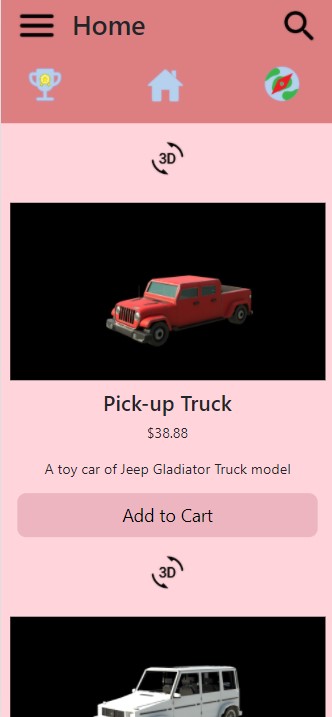 Home
3D
Pick-up Truck
$38.88
A toy car of Jeep Gladiator Truck model
Add to Cart
3D